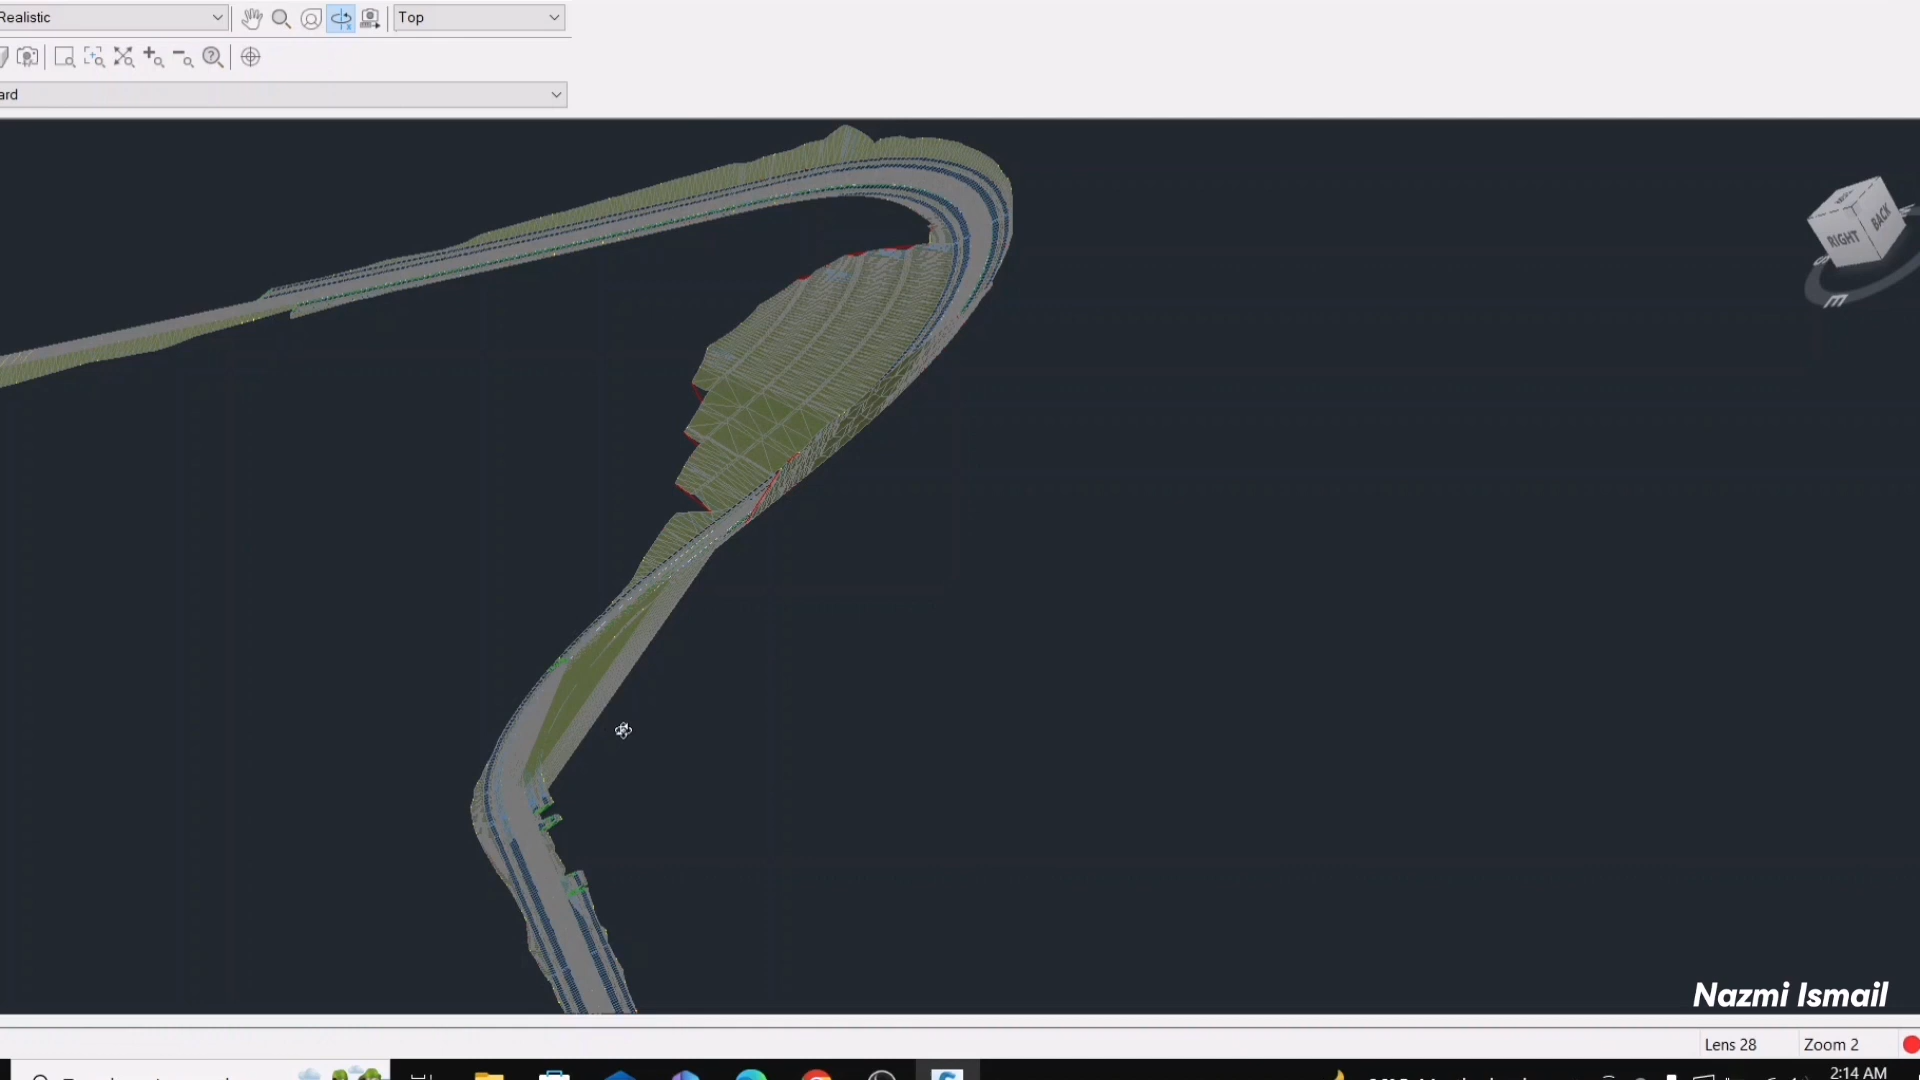 Realistic
Top
ard
RIGHT
BACK
E
Nazmi Ismail
Lens 28
Zoom 2
2:14 AM